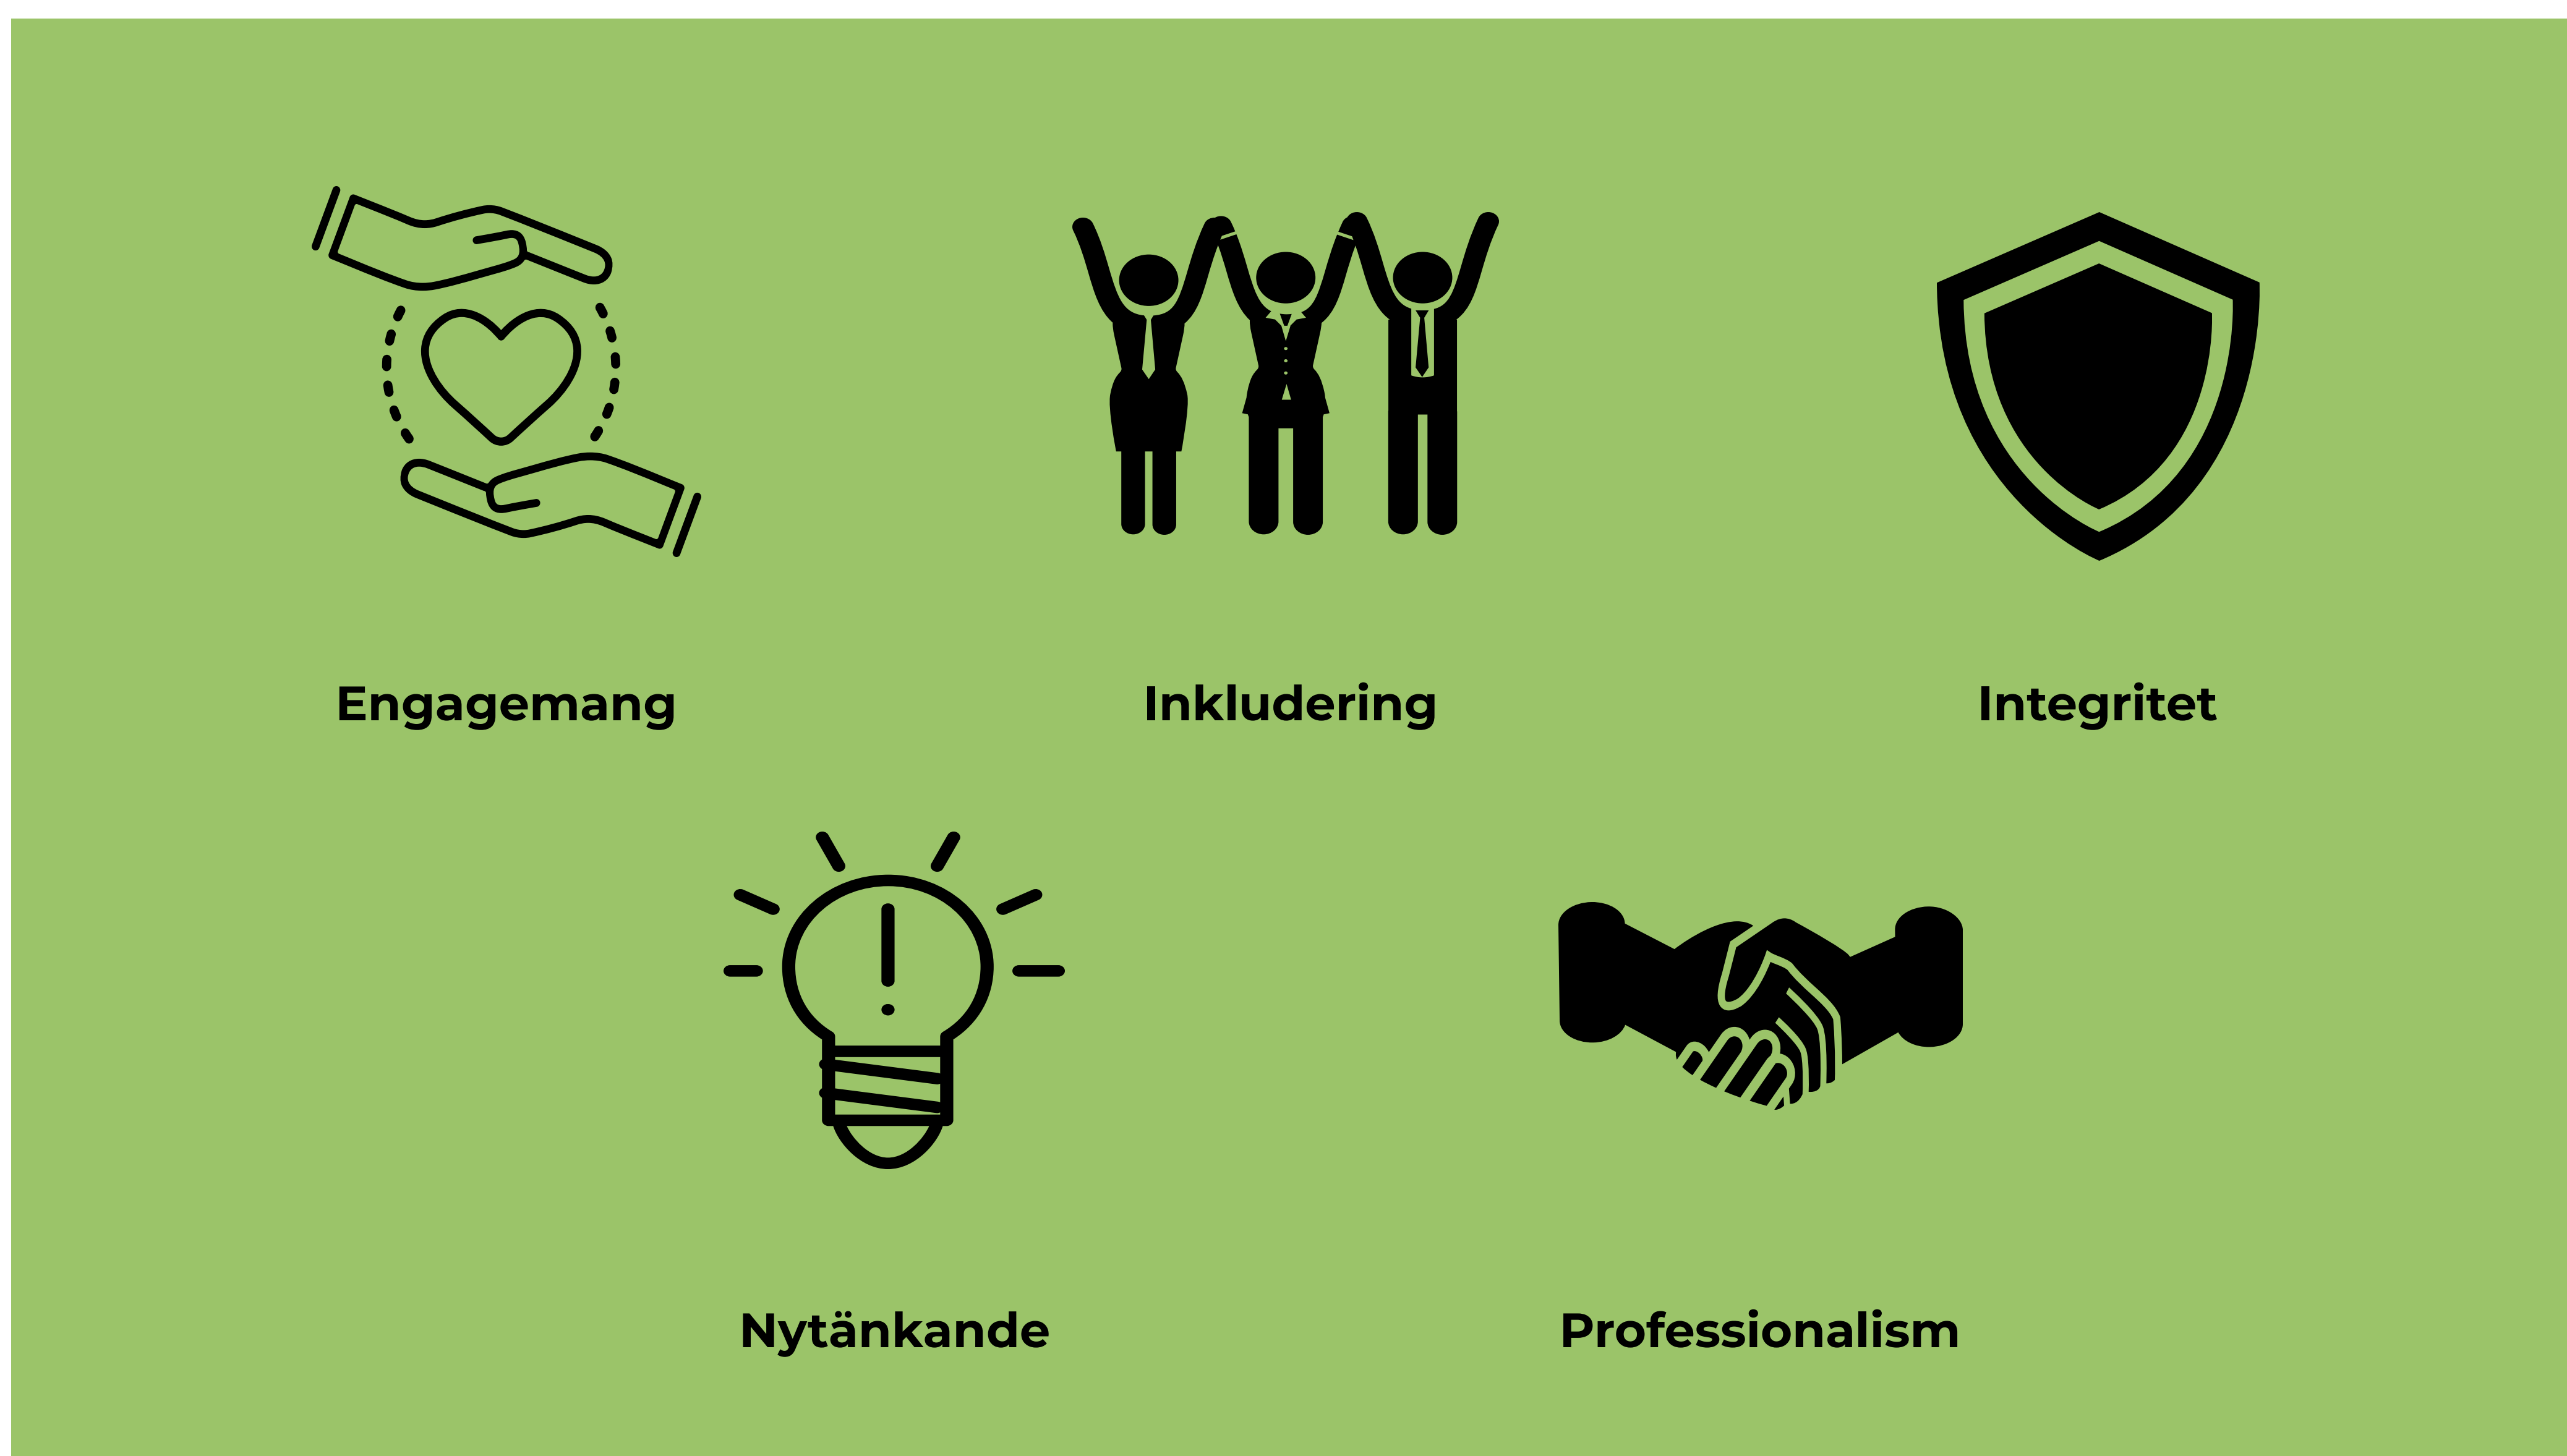 Engagemang
Inkludering
Integritet
Nytänkande
Professionalism